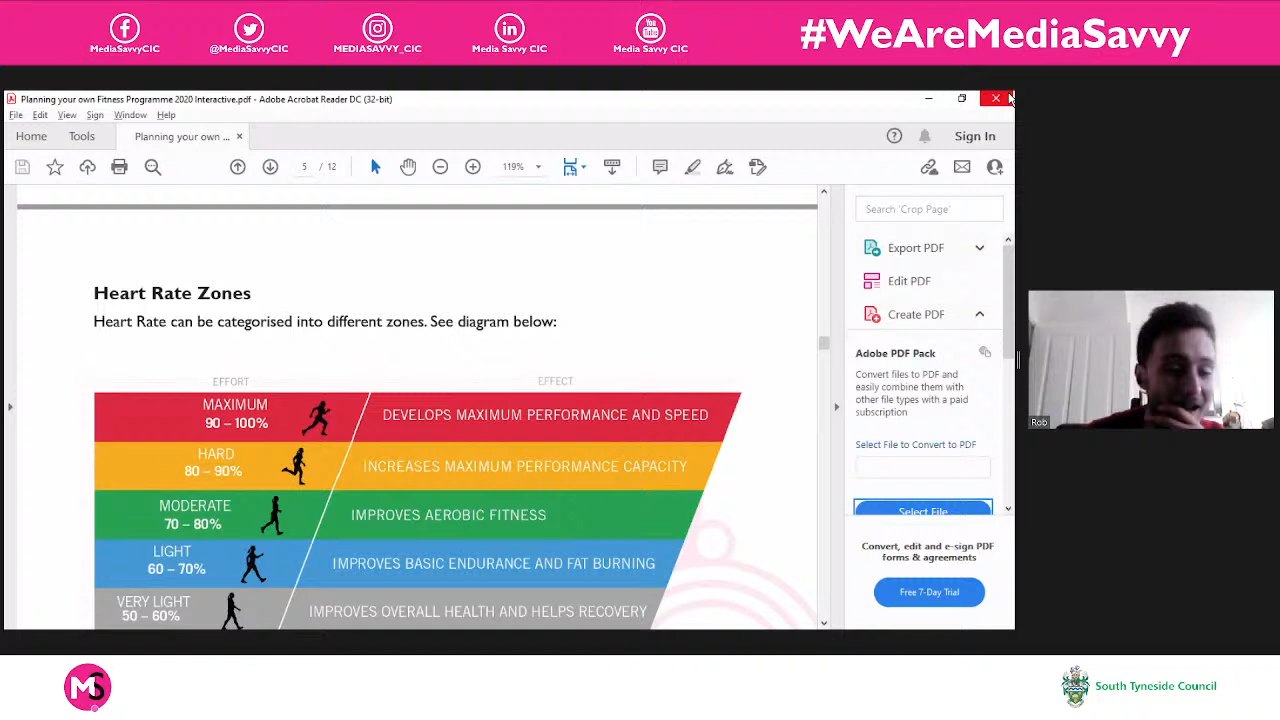 MediaSavvyCIC
@MediaSavvyCIC
MEDIASAVVY_CIC
in
Media Savvy CIC
You
Tube
Media Savvy CIC
#WeAreMediaSavvy
Planning your own Fitness Programme 2020 Interactive.pdf - Adobe Acrobat Reader DC (32-bit)
File Edit View Sign Window Help
Home Tools Planning your own ... × Sign In
5 / 12 119%
Search 'Crop Page'
Export PDF
Edit PDF
Create PDF
Adobe PDF Pack
Convert files to PDF and
easily combine them with
other file types with a paid
subscription
Select File to Convert to PDF
Select File
Convert, edit and e-sign PDF
forms & agreements
Free 7-Day Trial
Heart Rate Zones
Heart Rate can be categorised into different zones. See diagram below:
EFFORT EFFECT
MAXIMUM
90 – 100%
DEVELOPS MAXIMUM PERFORMANCE AND SPEED
HARD
80 – 90%
INCREASES MAXIMUM PERFORMANCE CAPACITY
MODERATE
70 – 80%
IMPROVES AEROBIC FITNESS
LIGHT
60 – 70%
IMPROVES BASIC ENDURANCE AND FAT BURNING
VERY LIGHT
50 – 60%
IMPROVES OVERALL HEALTH AND HELPS RECOVERY
Rob
MS
South Tyneside Council